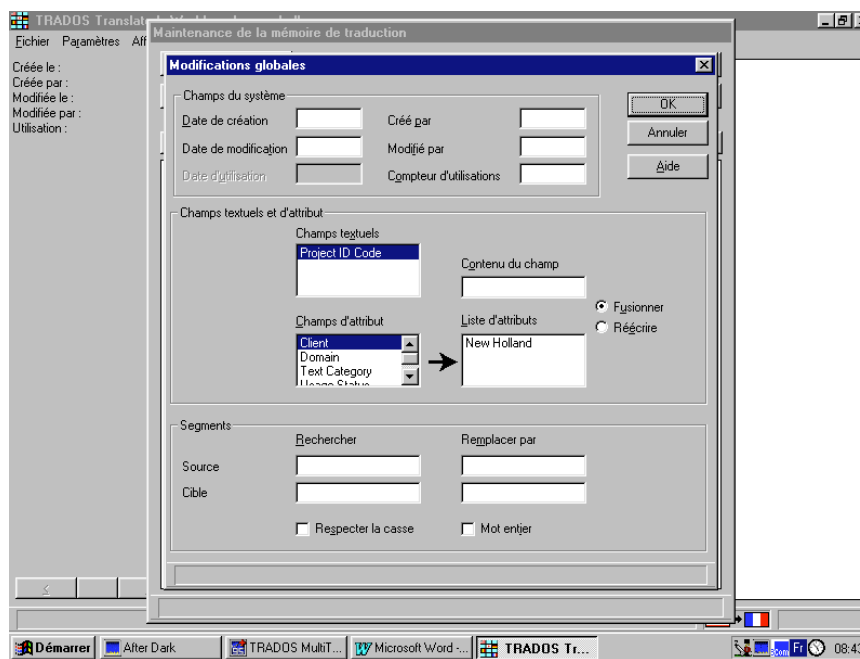 TRADOS Translat
Maintenance de la mémoire de traduction
Fichier Paramètres Aff
Modifications globales
Créée le :
Créée par :
Modifiée le :
Modifiée par :
Utilisation :
Champs du système
Date de création
Créé par
OK
Date de modification
Modifié par
Annuler
Date d'utilisation
Compteur d'utilisations
Aide
Champs textuels et d'attribut
Champs textuels
Project ID Code
Contenu du champ
Fusionner
Champs d'attribut
Liste d'attributs
Réécrire
Client
New Holland
Domain
Text Category
Usage Status
Segments
Rechercher
Remplacer par
Source
Cible
Respecter la casse
Mot entier
<
Démarrer
After Dark
TRADOS MultiT...
Microsoft Word -...
TRADOS Tr...
.com
Fr
08:43